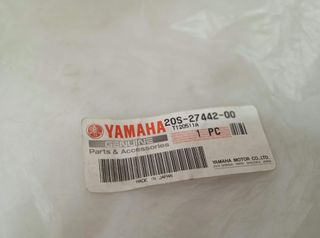 YAMAHA 20S-27442-00
GENUINE T120611A
Parts & Accessories 1 PC
YAMAHA MOTOR CO.,LTD.
MADE IN JAPAN